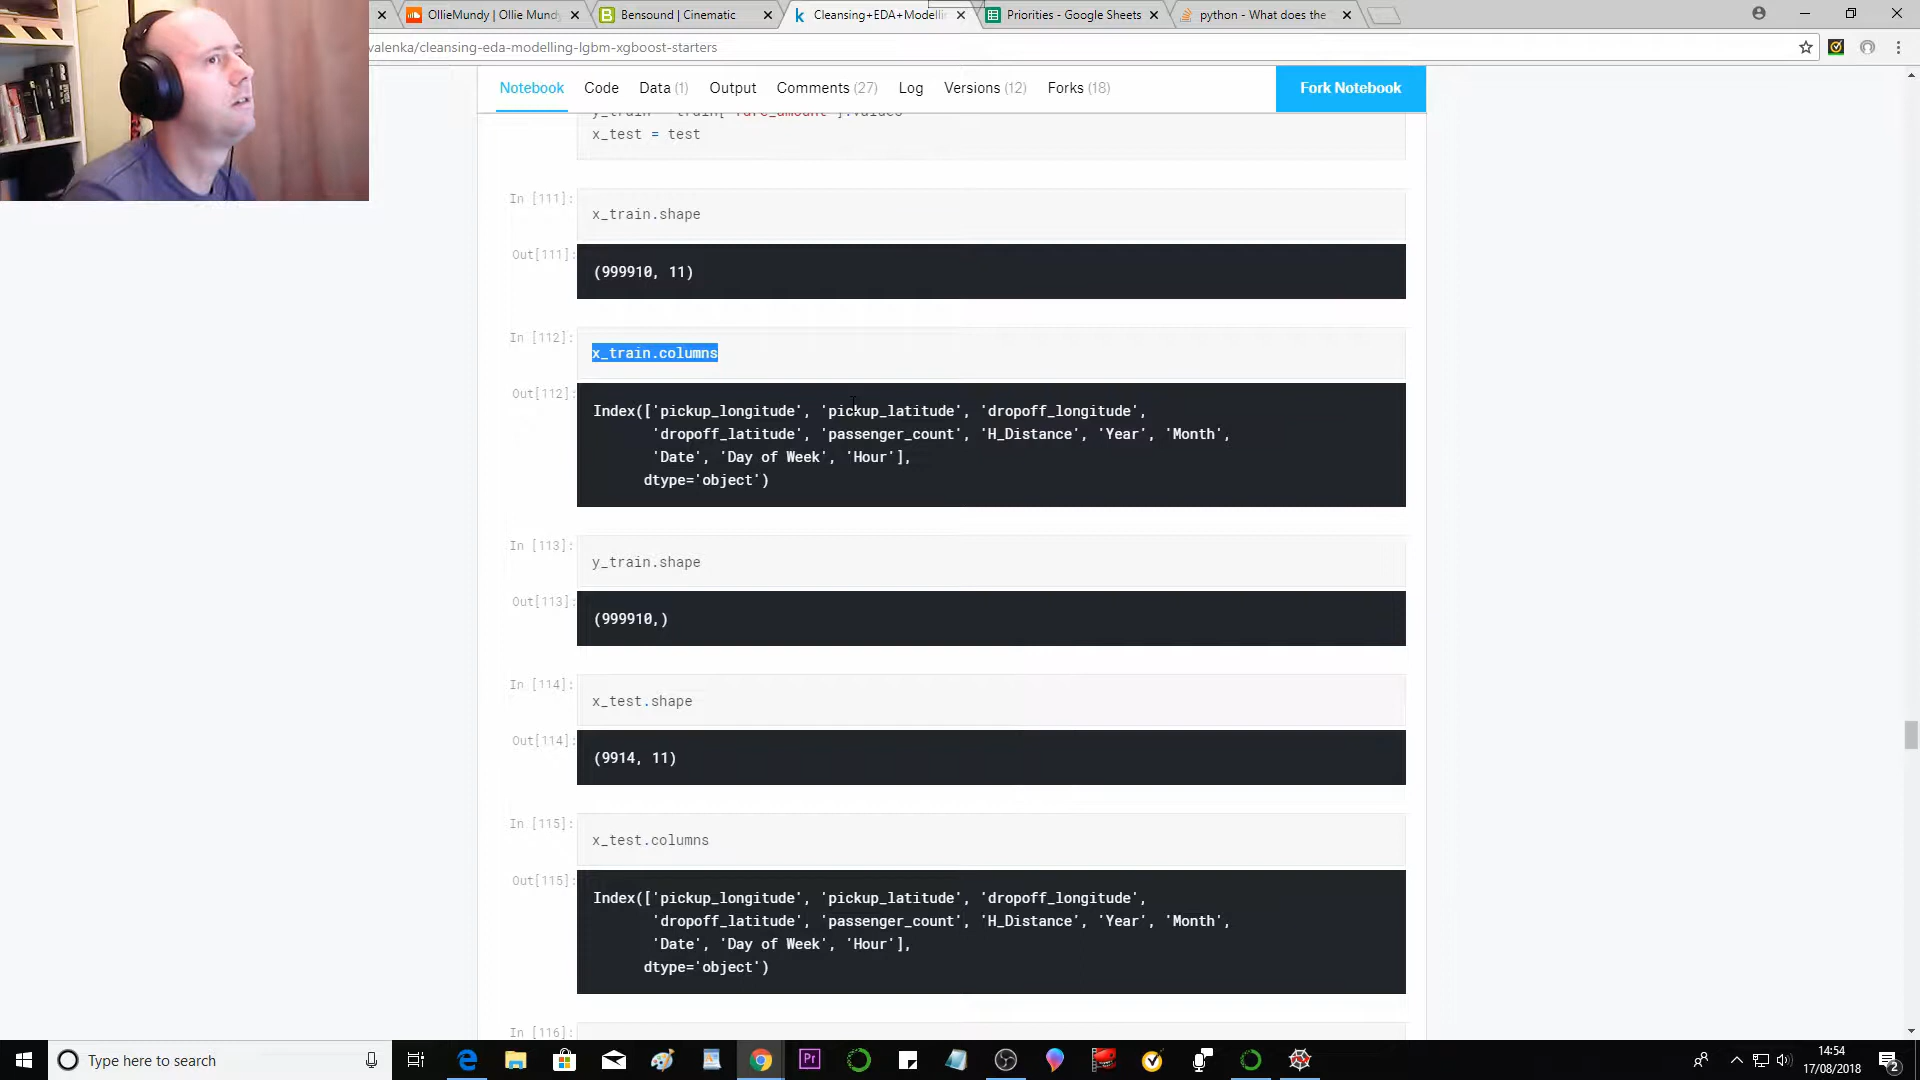 OllieMundy | Ollie Mund
Bensound | Cinematic
Cleansing+EDA+Modelli
Priorities - Google Sheets
python - What does the
valenka/cleansing-eda-modelling-lgbm-xgboost-starters
Notebook Code Data (1) Output Comments (27) Log Versions (12) Forks (18) Fork Notebook
x_test = test
In [111]: x_train.shape
Out[111]: (999910, 11)
In [112]: x_train.columns
Out[112]: Index(['pickup_longitude', 'pickup_latitude', 'dropoff_longitude',
'dropoff_latitude', 'passenger_count', 'H_Distance', 'Year', 'Month',
'Date', 'Day of Week', 'Hour'],
dtype='object')
In [113]: y_train.shape
Out[113]: (999910,)
In [114]: x_test.shape
Out[114]: (9914, 11)
In [115]: x_test.columns
Out[115]: Index(['pickup_longitude', 'pickup_latitude', 'dropoff_longitude',
'dropoff_latitude', 'passenger_count', 'H_Distance', 'Year', 'Month',
'Date', 'Day of Week', 'Hour'],
dtype='object')
In [116]:
Type here to search
14:54
17/08/2018